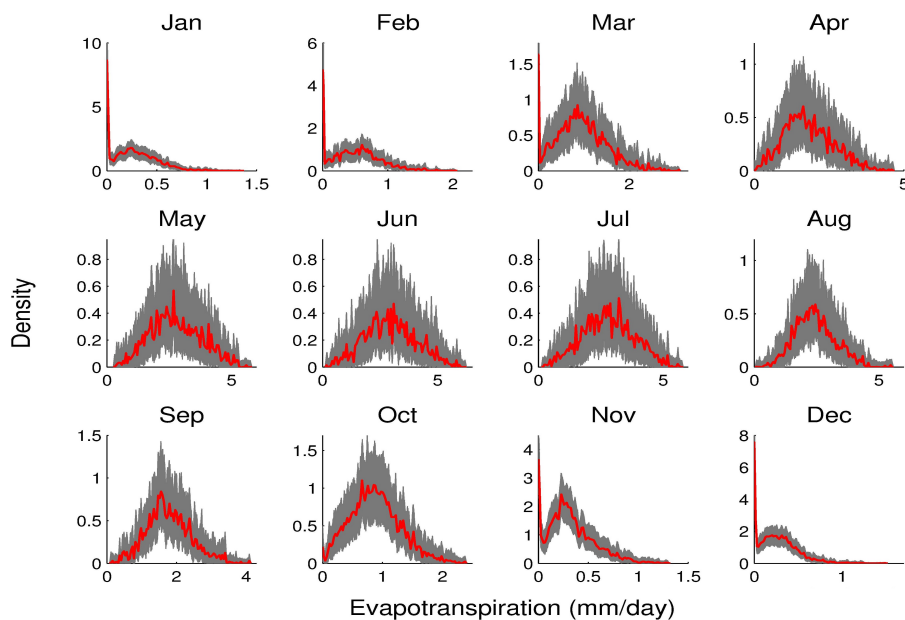 Jan Feb Mar Apr
10 6 1.5 1
5 4 1 0.5
2 0.5
0 0 0 0
0 0.5 1 1.5 0 1 2 0 2 0 5
May Jun Jul Aug
0.8 0.8 0.8 1
0.6 0.6 0.6
0.4 0.4 0.4 0.5
0.2 0.2 0.2
0 0 0 0
0 5 0 5 0 5 0 5
Density
Sep Oct Nov Dec
1.5 1.5 4 8
1 1 3 6
2 4
0.5 0.5 1 2
0 0 0 0
0 2 4 0 1 2 0 0.5 1 1.5 0 1
Evapotranspiration (mm/day)